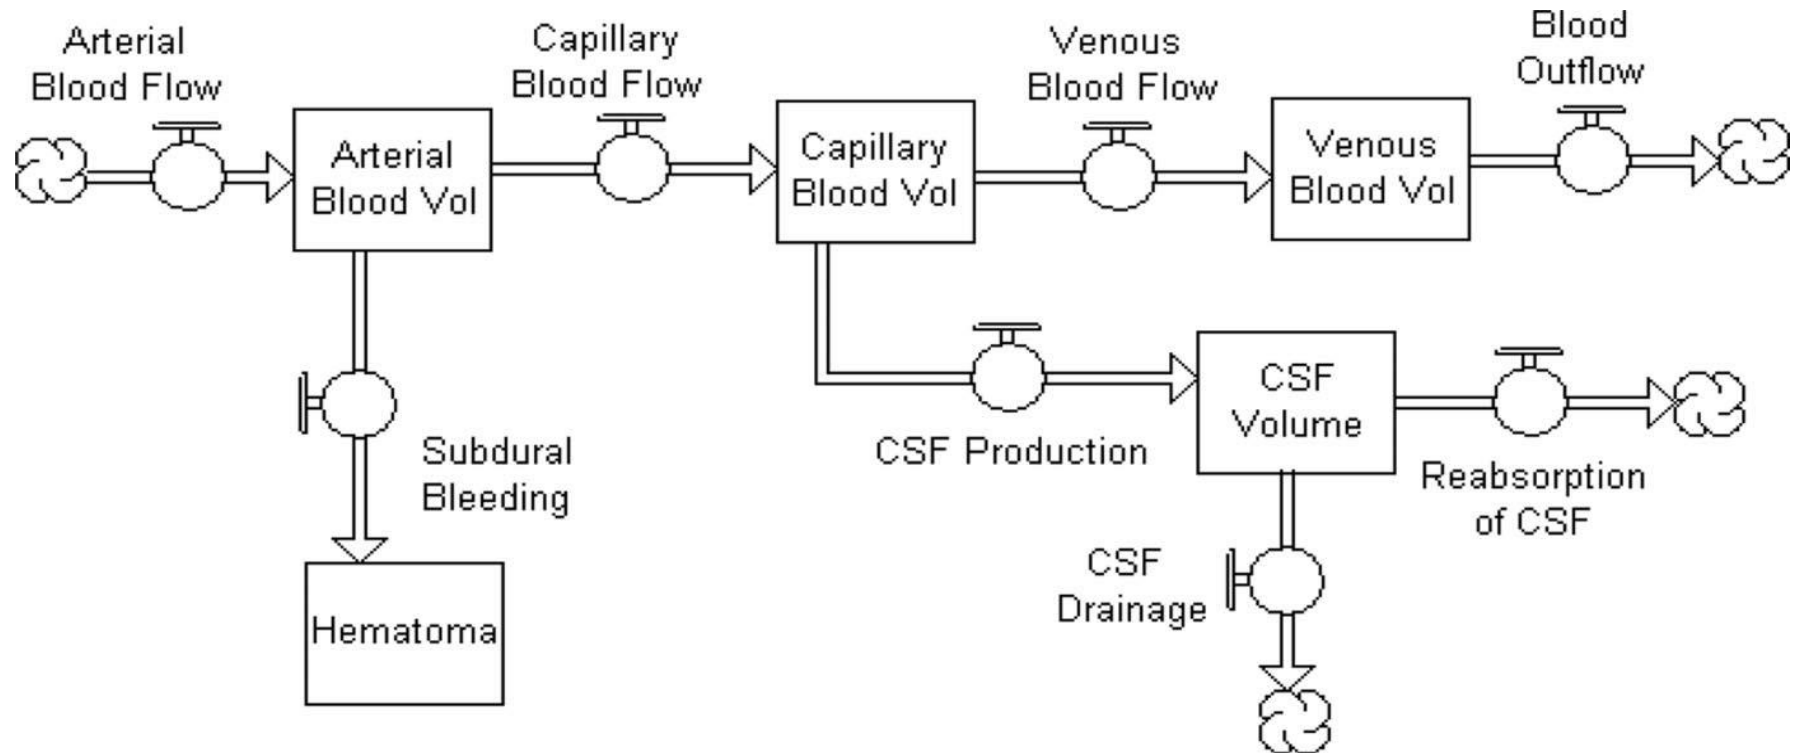 Arterial
Blood Flow
Capillary
Blood Flow
Venous
Blood Flow
Blood
Outflow
Arterial
Blood Vol
Capillary
Blood Vol
Venous
Blood Vol
Subdural
Bleeding
Hematoma
CSF Production
CSF
Volume
Reabsorption
of CSF
CSF
Drainage